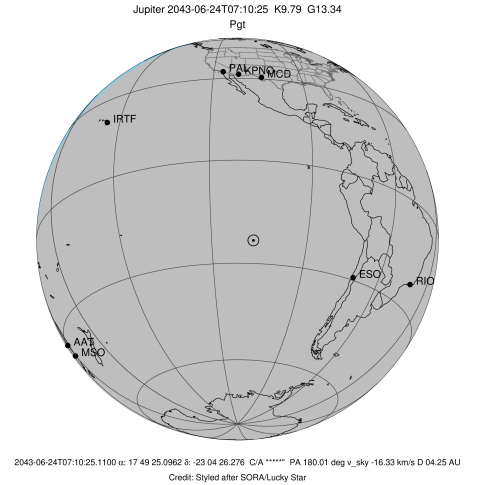 Jupiter 2043-06-24T07:10:25 K9.79 G13.34
Pgt
PAL
KPNO
MCD
IRTF
ESO
RIO
AAT
MSO
2043-06-24T07:10:25.1100 α: 17 49 25.0962 δ: -23 04 26.276 C/A *****" PA 180.01 deg v_sky -16.33 km/s D 04.25 AU
Credit: Styled after SORA/Lucky Star